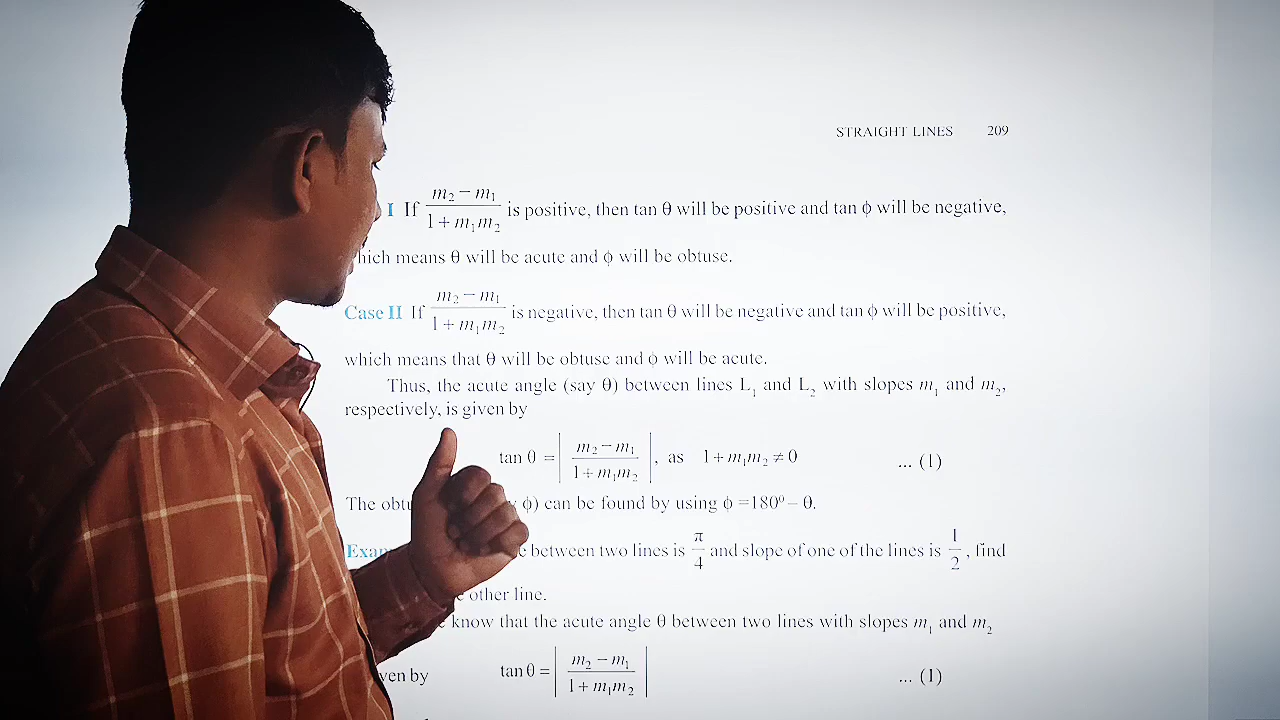 STRAIGHT LINES 209
I If m₂ − m₁ / 1 + m₁m₂ is positive, then tan θ will be positive and tan ϕ will be negative,
which means θ will be acute and ϕ will be obtuse.
Case II If m₂ − m₁ / 1 + m₁m₂ is negative, then tan θ will be negative and tan ϕ will be positive,
which means that θ will be obtuse and ϕ will be acute.
Thus, the acute angle (say θ) between lines L₁ and L₂ with slopes m₁ and m₂,
respectively, is given by
tan θ = | m₂ − m₁ / 1 + m₁m₂ |, as 1 + m₁m₂ ≠ 0 ... (1)
The ϕ) can be found by using ϕ =180⁰ – θ.
between two lines is π/4 and slope of one of the lines is 1/2, find
other line.
know that the acute angle θ between two lines with slopes m₁ and m₂
by tan θ = | m₂ − m₁ / 1 + m₁m₂ | ... (1)